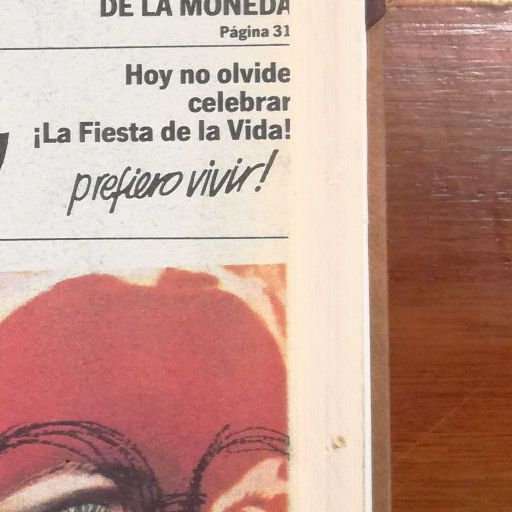 DE LA MONEDA
Página 31
Hoy no olvide
celebrar
¡La Fiesta de la Vida!
prefiero vivir!